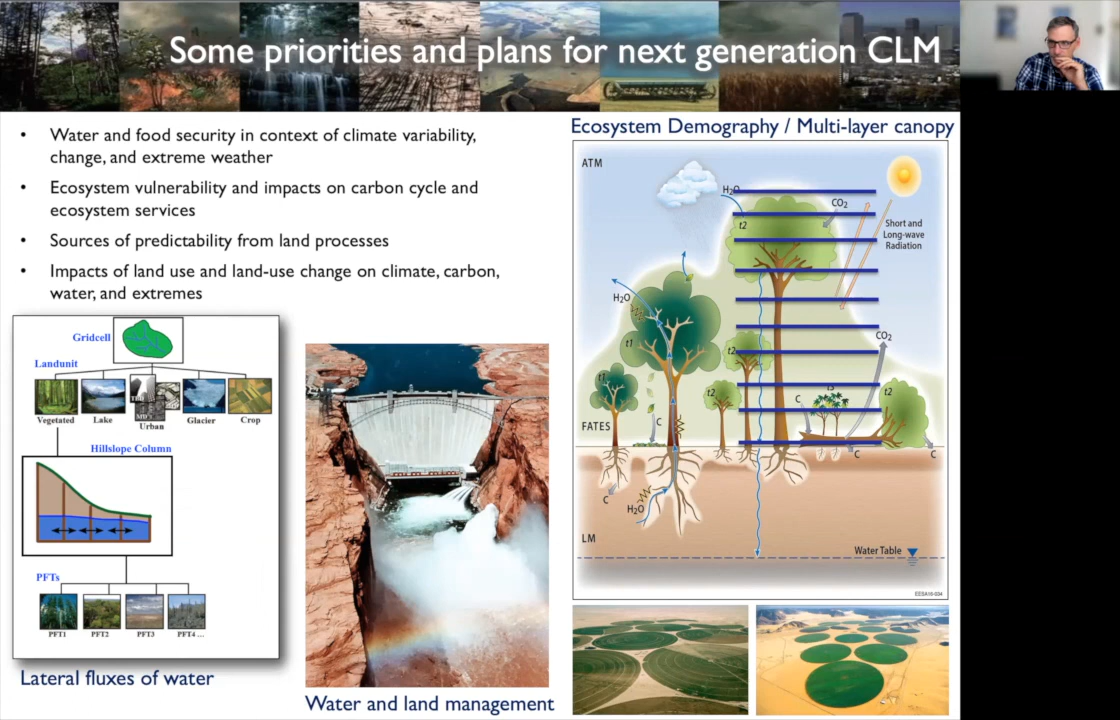 Some priorities and plans for next generation CLM
• Water and food security in context of climate variability,
change, and extreme weather
• Ecosystem vulnerability and impacts on carbon cycle and
ecosystem services
• Sources of predictability from land processes
• Impacts of land use and land-use change on climate, carbon,
water, and extremes
Gridcell
Landunit
Vegetated
Lake
TBD
MD
Urban
Glacier
Crop
Hillslope Column
PFTs
PFT1
PFT2
PFT3
PFT4 ...
Lateral fluxes of water
Water and land management
Ecosystem Demography / Multi-layer canopy
ATM
H₂O
CO₂
t2
Short and
Long-wave
Radiation
H₂O
t1
t2
CO₂
t1
t2
t2
C
C
FATES
C
C
C
H₂O
LM
Water Table
EESA16-034